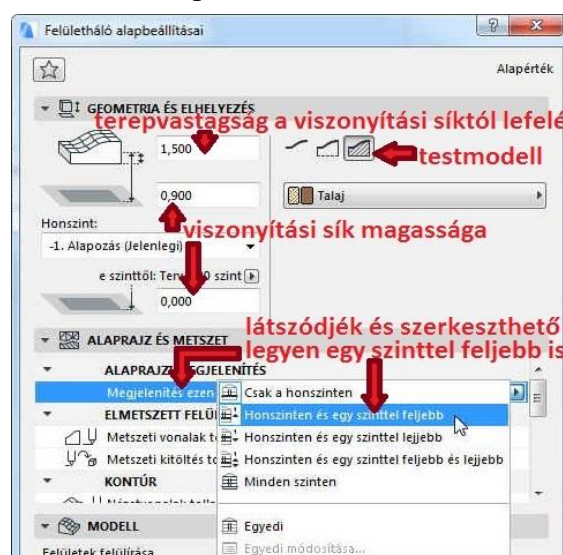 Felületháló alapbeállításai
Alapérték
GEOMETRIA ÉS ELHELYEZÉS
terepvastagság a viszonyítási síktól lefelé
1,500
testmodell
0,900
Talaj
Honszint:
viszonyítási sík magassága
-1. Alapozás (Jelenlegi)
e szinttől: Terv 0 szint
0,000
látszódjék és szerkeszthető
ALAPRAJZ ÉS METSZET
legyen egy szinttel feljebb is
ALAPRAJZI MEGJELENÍTÉS
Megjelenítés ezen
Csak a honszinten
ELMETSZETT FELÜ
Honszinten és egy szinttel feljebb
Metszeti vonalak t
Honszinten és egy szinttel lejjebb
Metszeti kitöltés t
Honszinten és egy szinttel feljebb és lejjebb
KONTÚR
Minden szinten
MODELL
Egyedi
Felületek felülírása
Egyedi módosítása...